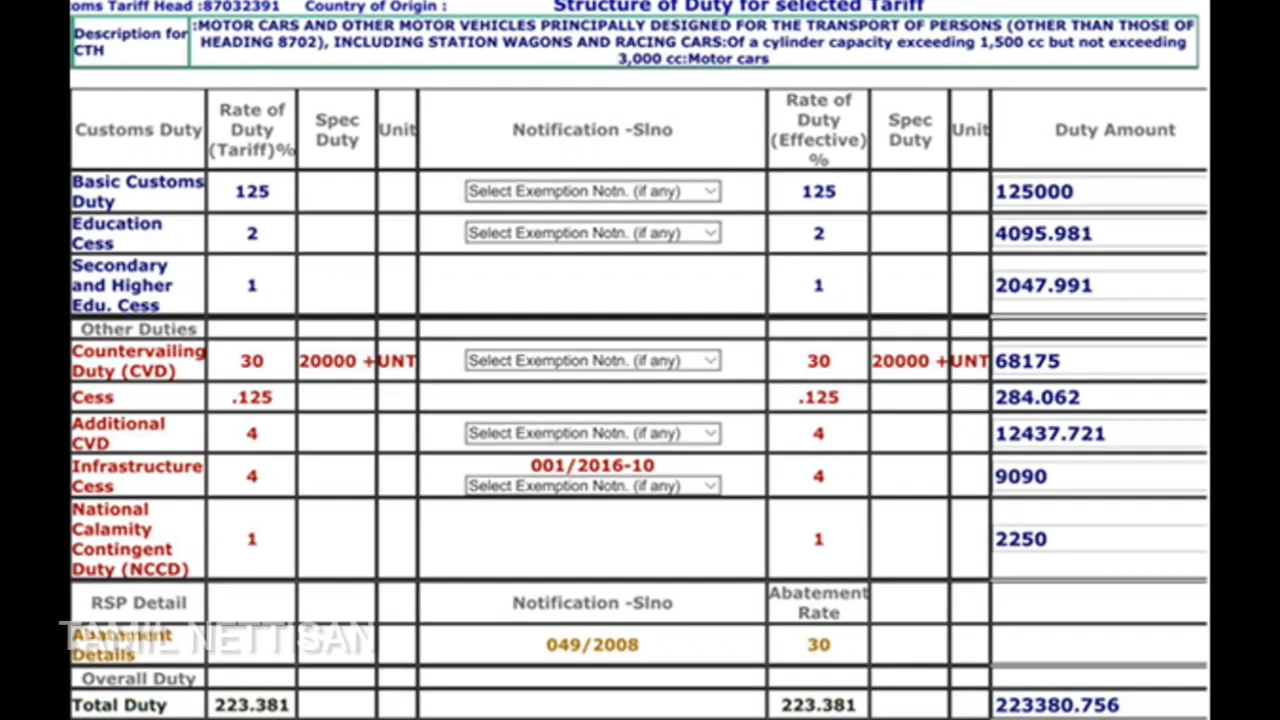 oms Tariff Head :87032391 Country of Origin : Structure of Duty for selected Tariff
Description for CTH :MOTOR CARS AND OTHER MOTOR VEHICLES PRINCIPALLY DESIGNED FOR THE TRANSPORT OF PERSONS (OTHER THAN THOSE OF
HEADING 8702), INCLUDING STATION WAGONS AND RACING CARS:Of a cylinder capacity exceeding 1,500 cc but not exceeding
3,000 cc:Motor cars
Customs Duty Rate of Duty (Tariff)% Spec Duty Unit Notification -Slno Rate of Duty (Effective) % Spec Duty Unit Duty Amount
Basic Customs Duty 125 Select Exemption Notn. (if any) 125 125000
Education Cess 2 Select Exemption Notn. (if any) 2 4095.981
Secondary and Higher Edu. Cess 1 1 2047.991
Other Duties
Countervailing Duty (CVD) 30 20000 + UNT Select Exemption Notn. (if any) 30 20000 + UNT 68175
Cess .125 .125 284.062
Additional CVD 4 Select Exemption Notn. (if any) 4 12437.721
Infrastructure Cess 4 001/2016-10 Select Exemption Notn. (if any) 4 9090
National Calamity Contingent Duty (NCCD) 1 1 2250
RSP Detail Notification -Slno Abatement Rate
Abatement Details 049/2008 30
TAMIL NETTISAN
Overall Duty
Total Duty 223.381 223.381 223380.756